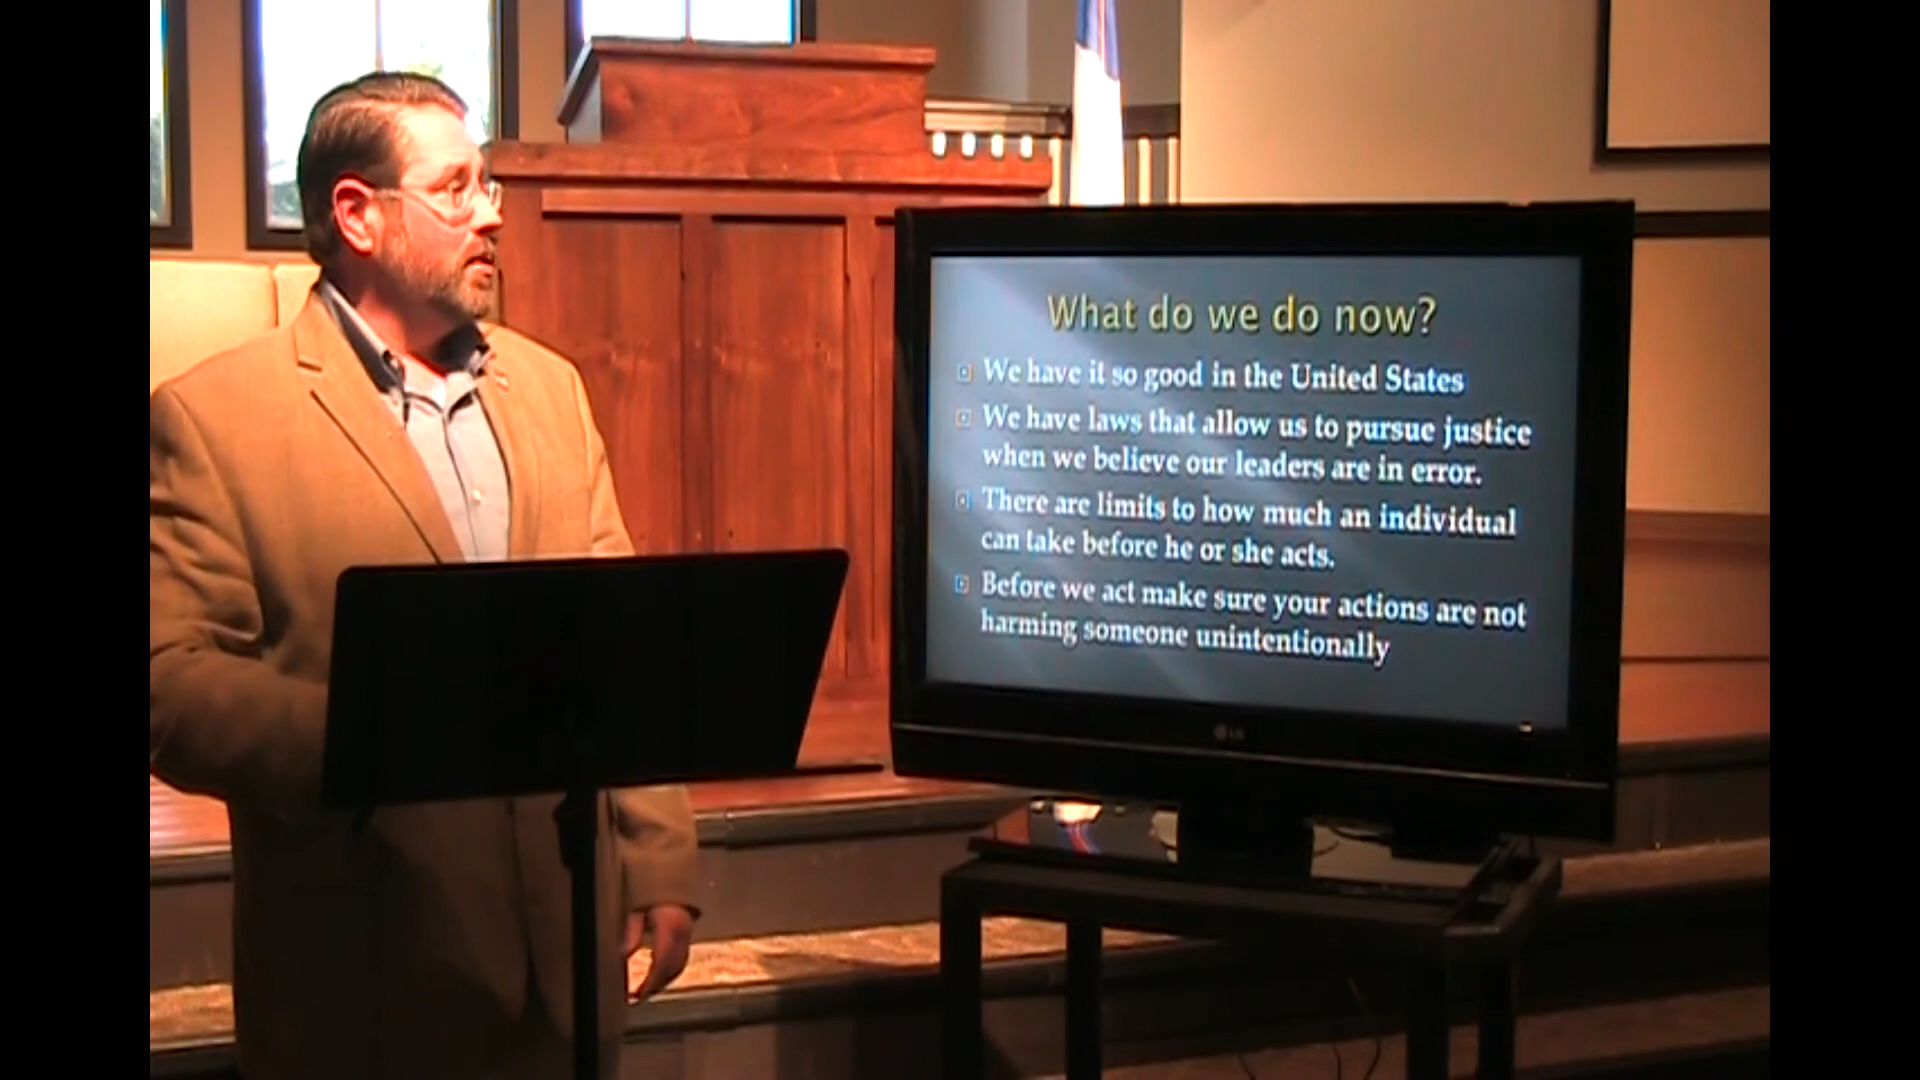 What do we do now?
We have it so good in the United States
We have laws that allow us to pursue justice
when we believe our leaders are in error.
There are limits to how much an individual
can take before he or she acts.
Before we act make sure your actions are not
harming someone unintentionally
LG